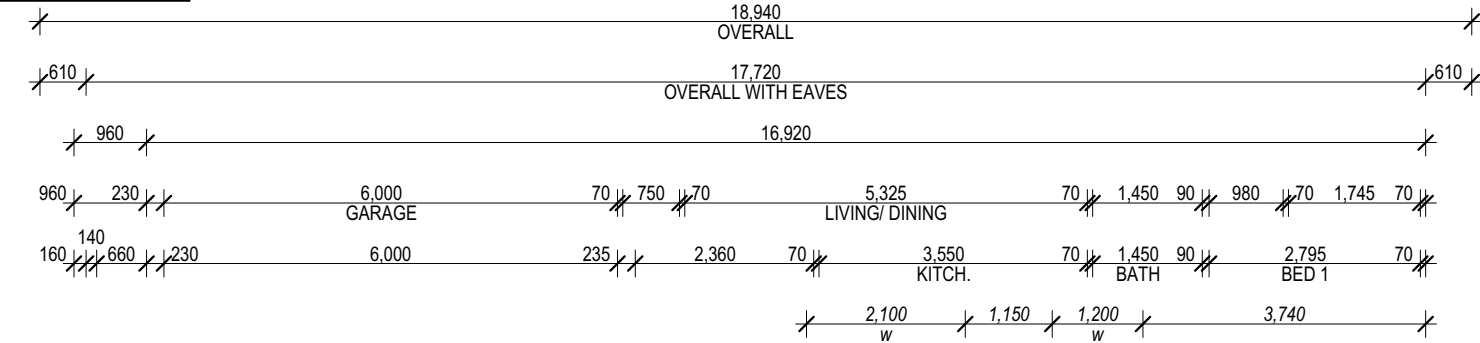 18,940
OVERALL
610 17,720 610
OVERALL WITH EAVES
960 16,920
960 230 6,000 70 750 70 5,325 70 1,450 90 980 70 1,745 70
GARAGE LIVING/ DINING
140
160 660 230 6,000 235 2,360 70 3,550 70 1,450 90 2,795 70
KITCH. BATH BED 1
2,100 1,150 1,200 3,740
w w